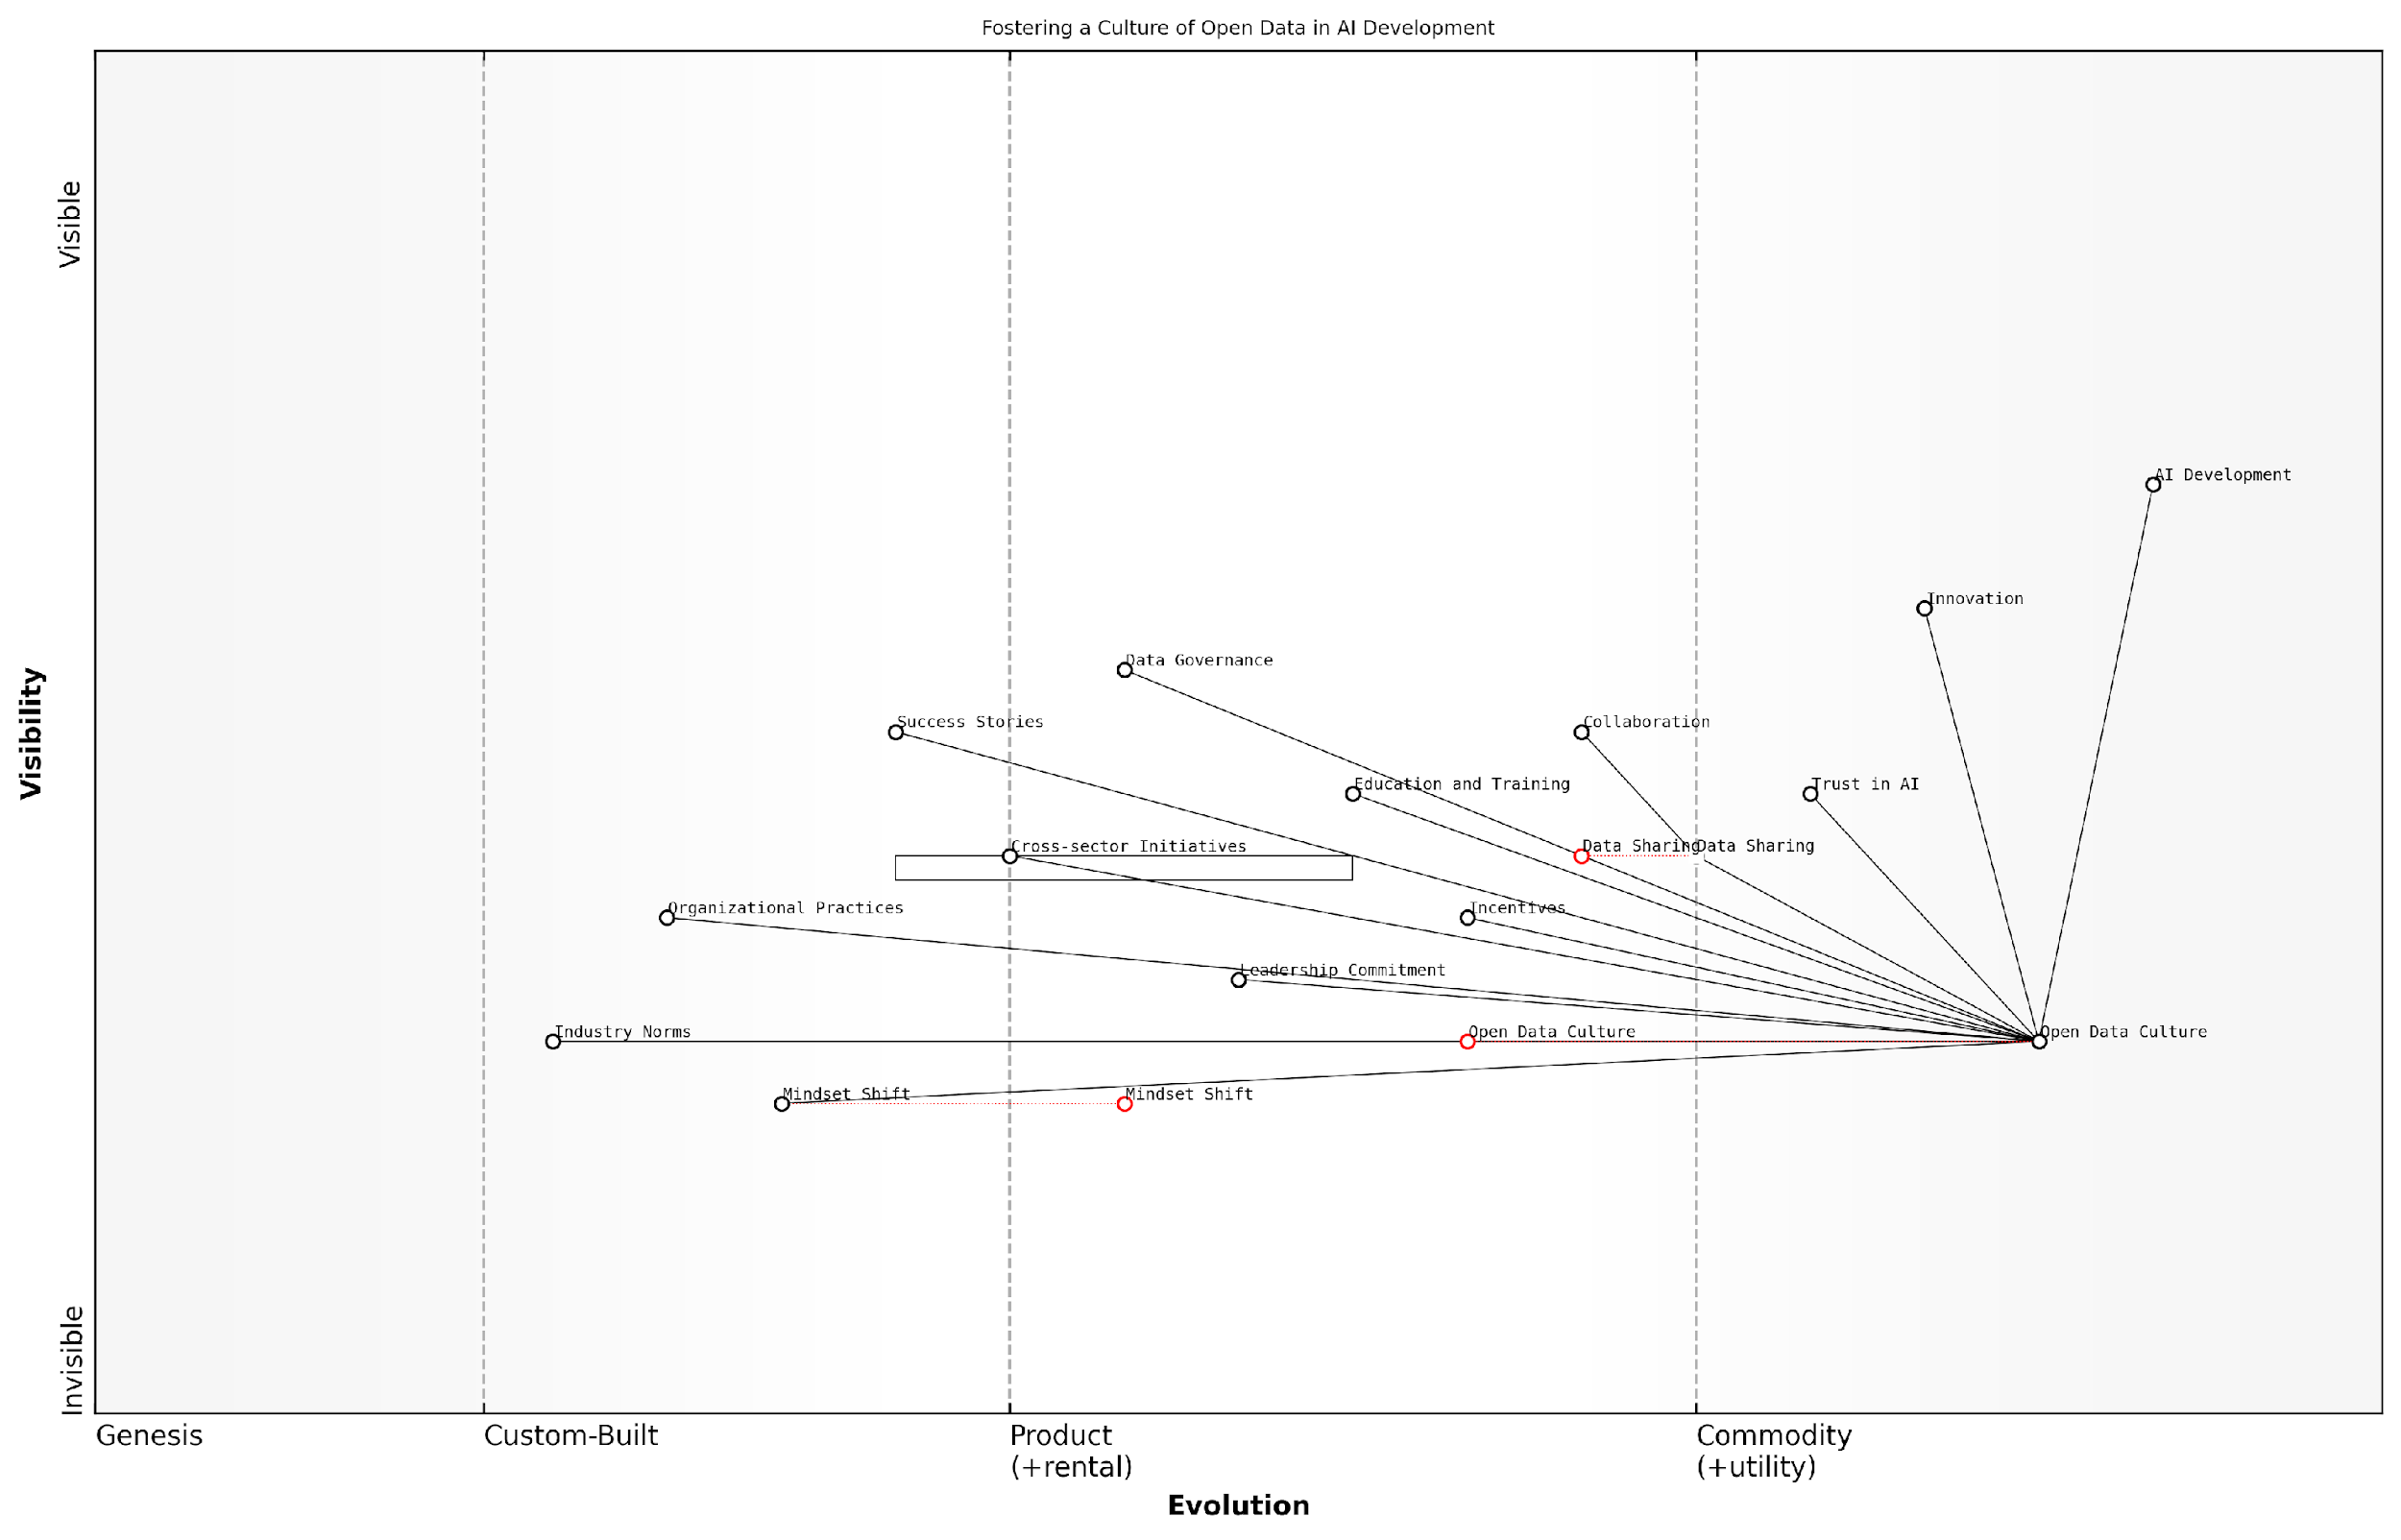 Fostering a Culture of Open Data in AI Development
Visible
AI Development
Innovation
Data Governance
Success Stories
Collaboration
Education and Training
Trust in AI
Cross-sector Initiatives
Data Sharing
Data Sharing
Organizational Practices
Incentives
Leadership Commitment
Industry Norms
Open Data Culture
Open Data Culture
Mindset Shift
Mindset Shift
Visibility
Invisible
Genesis
Custom-Built
Product
(+rental)
Commodity
(+utility)
Evolution